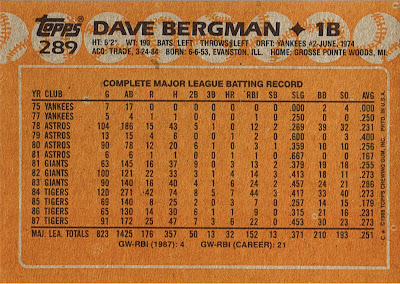 Topps
289
DAVE BERGMAN ✦ 1B
HT: 6'2" WT: 190 BATS: LEFT THROWS: LEFT DRFT: YANKEES #2-JUNE, 1974
ACQ: TRADE, 3-24-84 BORN: 6-6-53, EVANSTON, ILL. HOME: GROSSE POINTE WOODS, MI.
COMPLETE MAJOR LEAGUE BATTING RECORD
YR CLUB G AB R H 2B 3B HR RBI SB SLG BB SO AVG
75 YANKEES 7 17 0 0 0 0 0 0 0 .000 2 4 .000
77 YANKEES 5 4 1 1 0 0 0 1 0 .250 0 0 .250
78 ASTROS 104 186 15 43 5 1 0 12 2 .269 39 32 .231
79 ASTROS 13 15 4 6 0 0 1 2 0 .600 0 3 .400
80 ASTROS 90 78 12 20 6 1 0 3 1 .359 10 10 .256
81 ASTROS 6 6 1 1 0 0 1 1 0 .667 0 0 .167
81 GIANTS 63 145 16 37 9 0 3 13 2 .379 19 18 .255
82 GIANTS 100 121 22 33 3 1 4 14 3 .413 18 11 .273
83 GIANTS 90 140 16 40 4 1 6 24 2 .457 24 21 .286
84 TIGERS 120 271 42 74 8 5 7 44 3 .417 33 40 .273
85 TIGERS 69 140 8 25 2 0 3 7 0 .257 14 15 .179
86 TIGERS 65 130 14 30 6 1 1 9 0 .315 21 16 .231
87 TIGERS 91 172 25 47 7 3 6 22 0 .453 30 23 .273
MAJ. LEA. TOTALS 823 1425 176 357 50 13 32 152 13 .371 210 193 .251
GW-RBI (1987): 4 GW-RBI (CAREER): 21
© 1988 TOPPS CHEWING GUM, INC. PRTD. IN U.S.A.